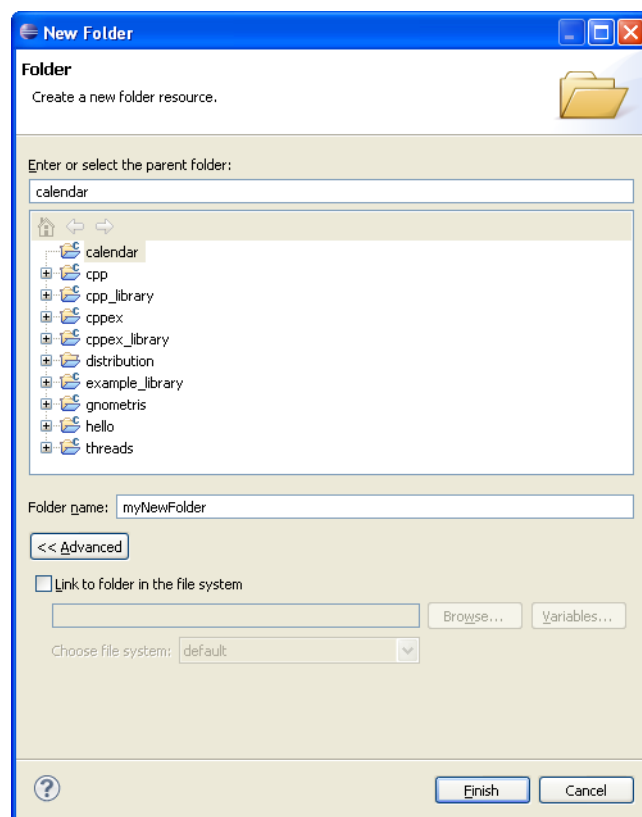 New Folder
Folder
Create a new folder resource.
Enter or select the parent folder:
calendar
calendar
cpp
cpp_library
cppex
cppex_library
distribution
example_library
gnometris
hello
threads
Folder name: myNewFolder
<< Advanced
Link to folder in the file system
Browse... Variables...
Choose file system: default
Finish Cancel